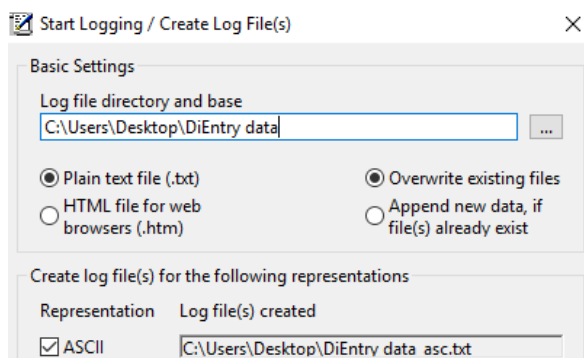 Start Logging / Create Log File(s)
Basic Settings
Log file directory and base
C:\Users\Desktop\DiEntry data
...
Plain text file (.txt)
Overwrite existing files
HTML file for web
browsers (.htm)
Append new data, if
file(s) already exist
Create log file(s) for the following representations
Representation Log file(s) created
ASCII C:\Users\Desktop\DiEntry data_asc.txt